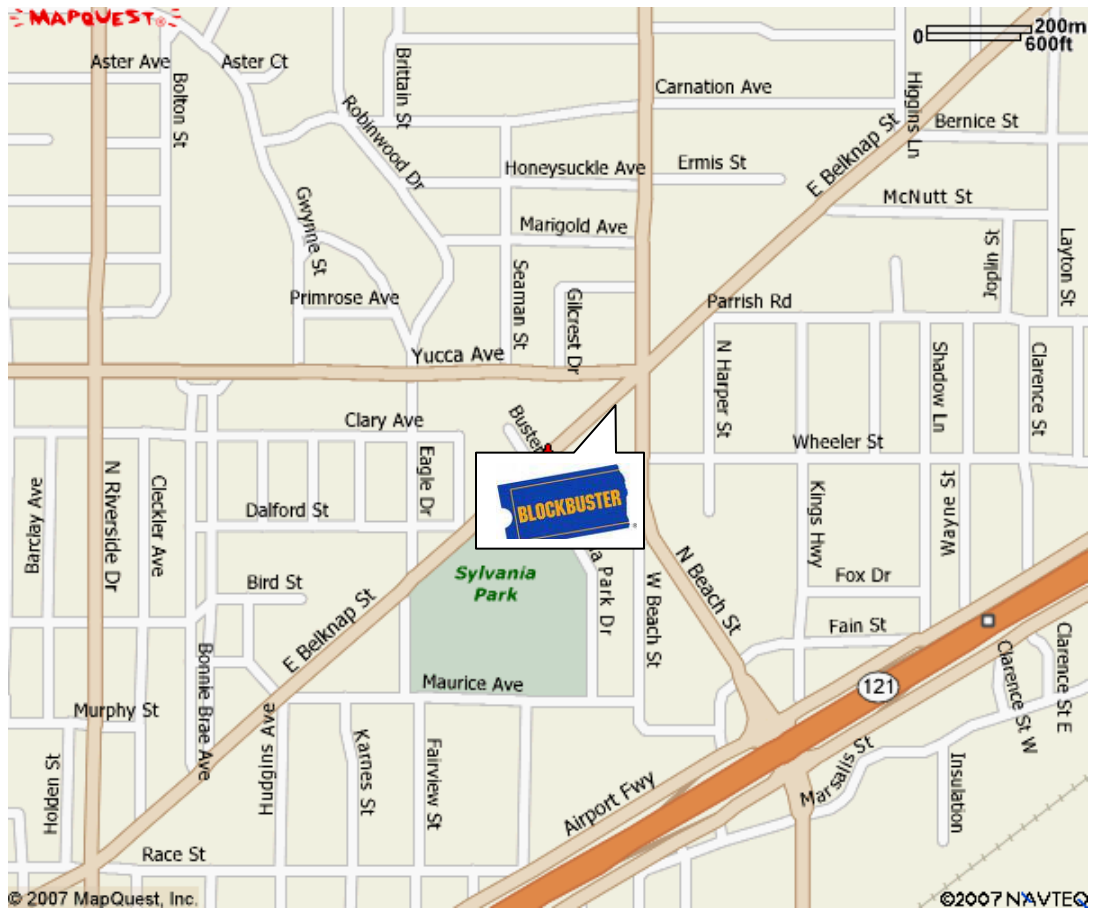 MAPQUEST®
0 200m
600ft
Aster Ave
Aster Ct
Bolton St
Brittain St
Robinwood Dr
Carnation Ave
Higgins Ln
Bernice St
E Belknap St
Honeysuckle Ave
Ermis St
McNutt St
Gwynne St
Marigold Ave
Joplin St
Layton St
Seaman St
Primrose Ave
Gilcrest Dr
Parrish Rd
Yucca Ave
N Harper St
Shadow Ln
Clarence St
Clary Ave
Buster
Wheeler St
Eagle Dr
Barclay Ave
N Riverside Dr
Cleckler Ave
Dalford St
BLOCKBUSTER
®
Kings Hwy
Wayne St
Sylvania
Park
a Park Dr
Bird St
N Beach St
W Beach St
Fox Dr
Fain St
E Belknap St
Bonnie Brae Ave
Maurice Ave
121
Clarence St W
Clarence St E
Murphy St
Hudgins Ave
Karnes St
Fairview St
Holden St
Marsalis St
Insulation
Airport Fwy
Race St
© 2007 MapQuest, Inc.
©2007 NAVTEQ